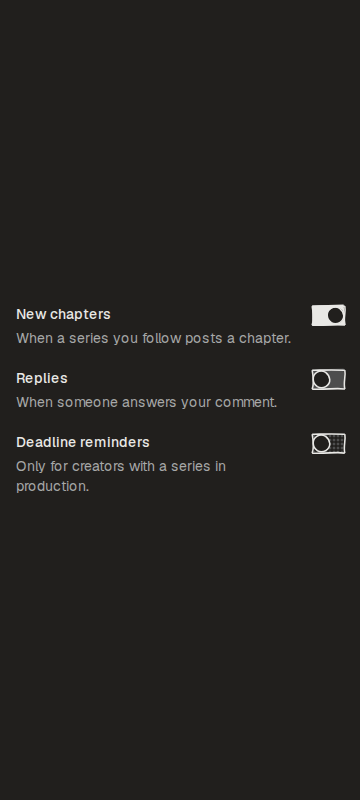 New chapters
When a series you follow posts a chapter.
Replies
When someone answers your comment.
Deadline reminders
Only for creators with a series in
production.